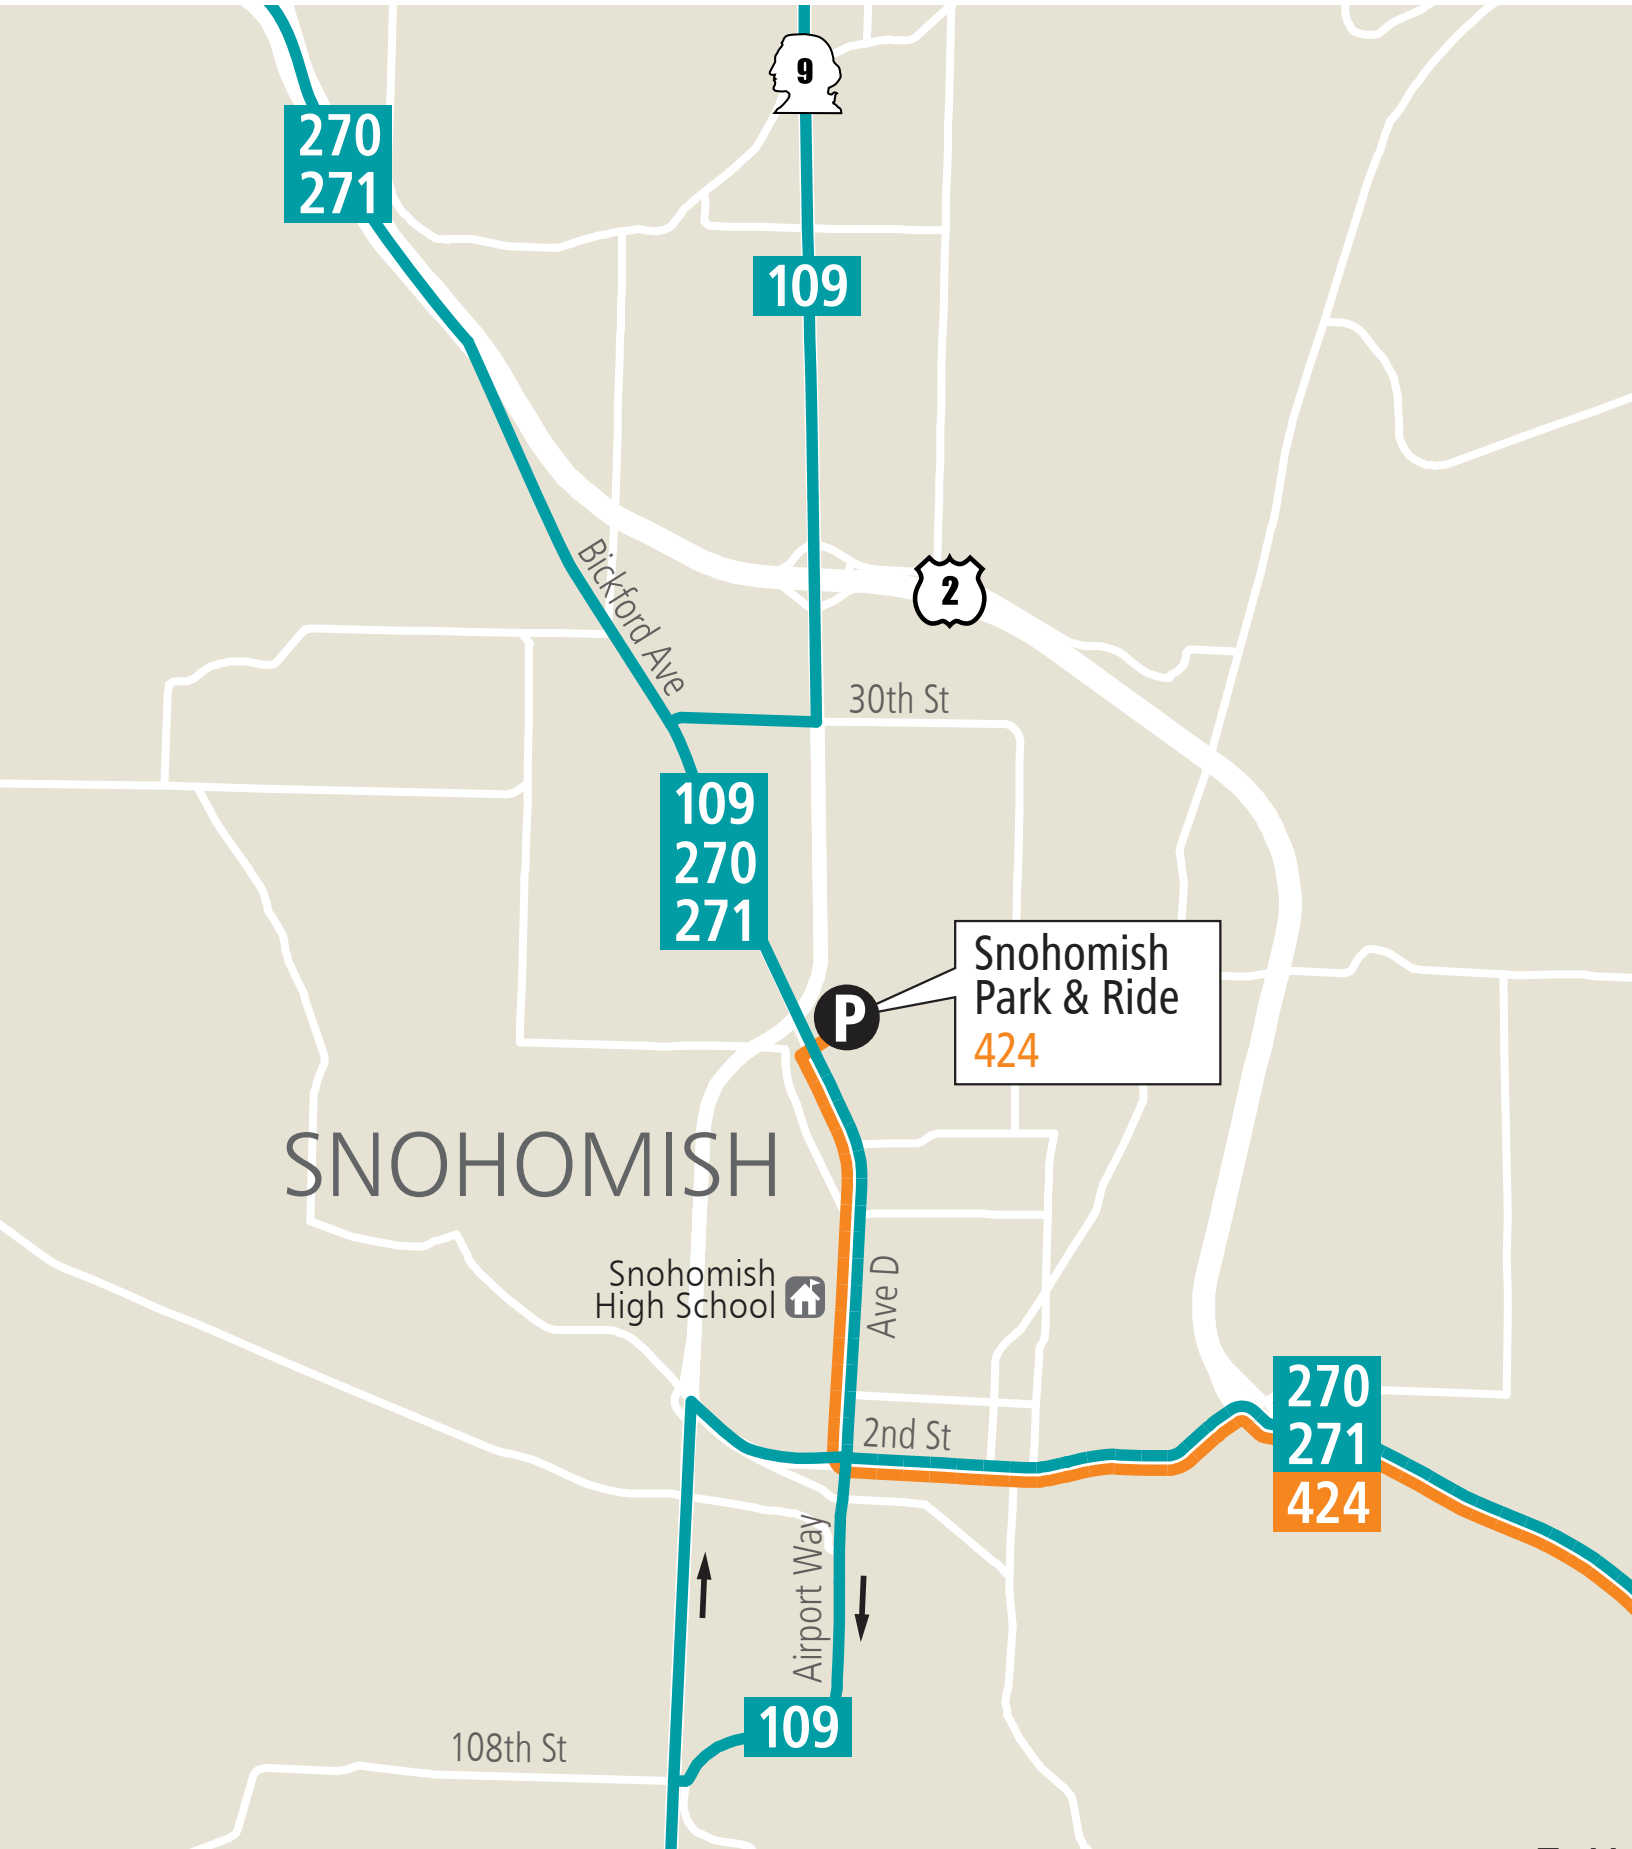 9
270
271
109
2
Bickford Ave
30th St
109
270
271
Snohomish
Park & Ride
424
P
SNOHOMISH
Snohomish
High School
Ave D
2nd St
270
271
424
Airport Way
109
108th St